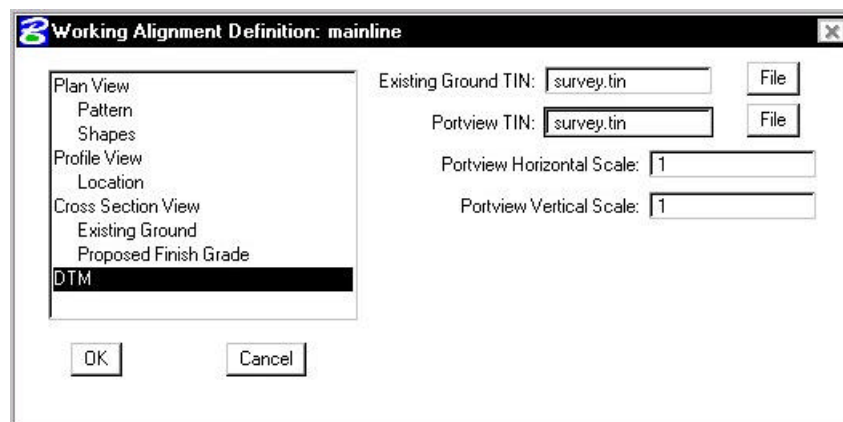 Working Alignment Definition: mainline
Plan View
Pattern
Shapes
Profile View
Location
Cross Section View
Existing Ground
Proposed Finish Grade
DTM
Existing Ground TIN: survey.tin File
Portview TIN: survey.tin File
Portview Horizontal Scale: 1
Portview Vertical Scale: 1
OK Cancel